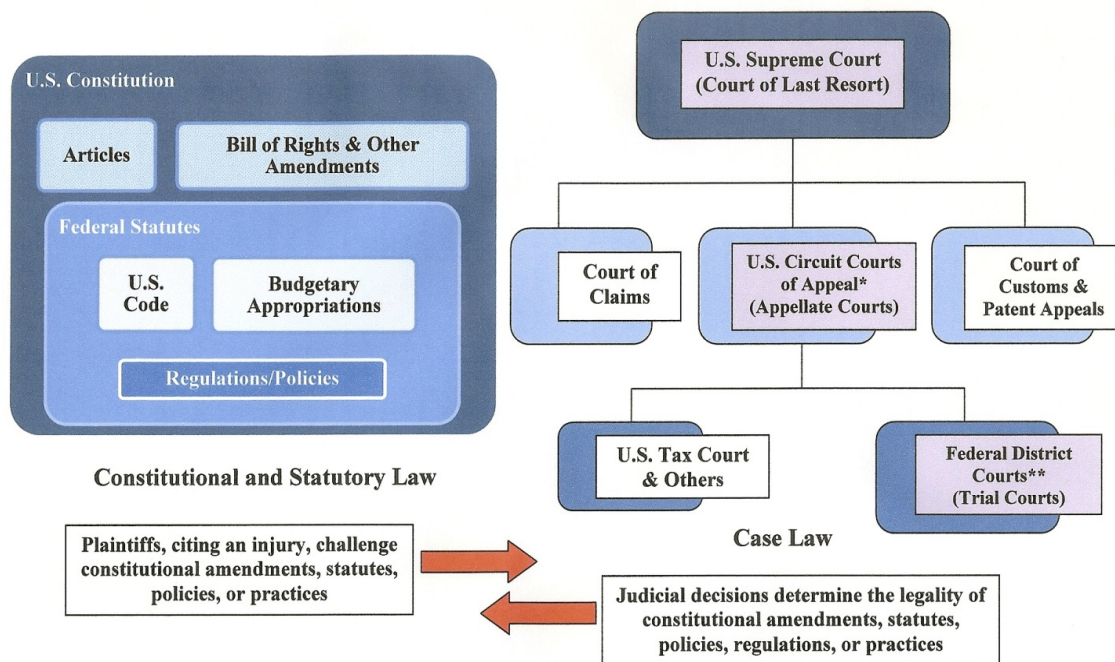 U.S. Constitution
Articles
Bill of Rights & Other
Amendments
Federal Statutes
U.S.
Code
Budgetary
Appropriations
Regulations/Policies
Constitutional and Statutory Law
U.S. Supreme Court
(Court of Last Resort)
Court of
Claims
U.S. Circuit Courts
of Appeal*
(Appellate Courts)
Court of
Customs &
Patent Appeals
U.S. Tax Court
& Others
Federal District
Courts**
(Trial Courts)
Case Law
Plaintiffs, citing an injury, challenge
constitutional amendments, statutes,
policies, or practices
Judicial decisions determine the legality of
constitutional amendments, statutes,
policies, regulations, or practices